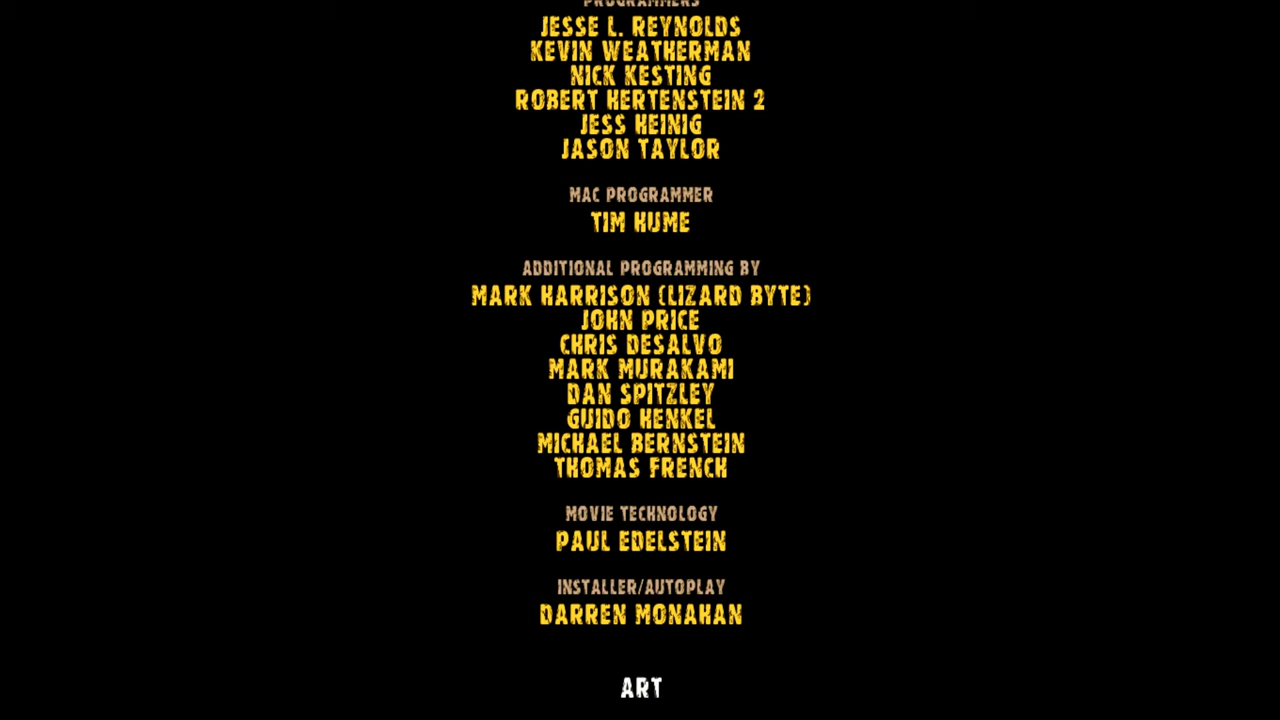 PROGRAMMERS
JESSE L. REYNOLDS
KEVIN WEATHERMAN
NICK KESTING
ROBERT HERTENSTEIN 2
JESS HEINIG
JASON TAYLOR
MAC PROGRAMMER
TIM HUME
ADDITIONAL PROGRAMMING BY
MARK HARRISON (LIZARD BYTE)
JOHN PRICE
CHRIS DESALVO
MARK MURAKAMI
DAN SPITZLEY
GUIDO HENKEL
MICHAEL BERNSTEIN
THOMAS FRENCH
MOVIE TECHNOLOGY
PAUL EDELSTEIN
INSTALLER/AUTOPLAY
DARREN MONAHAN
ART